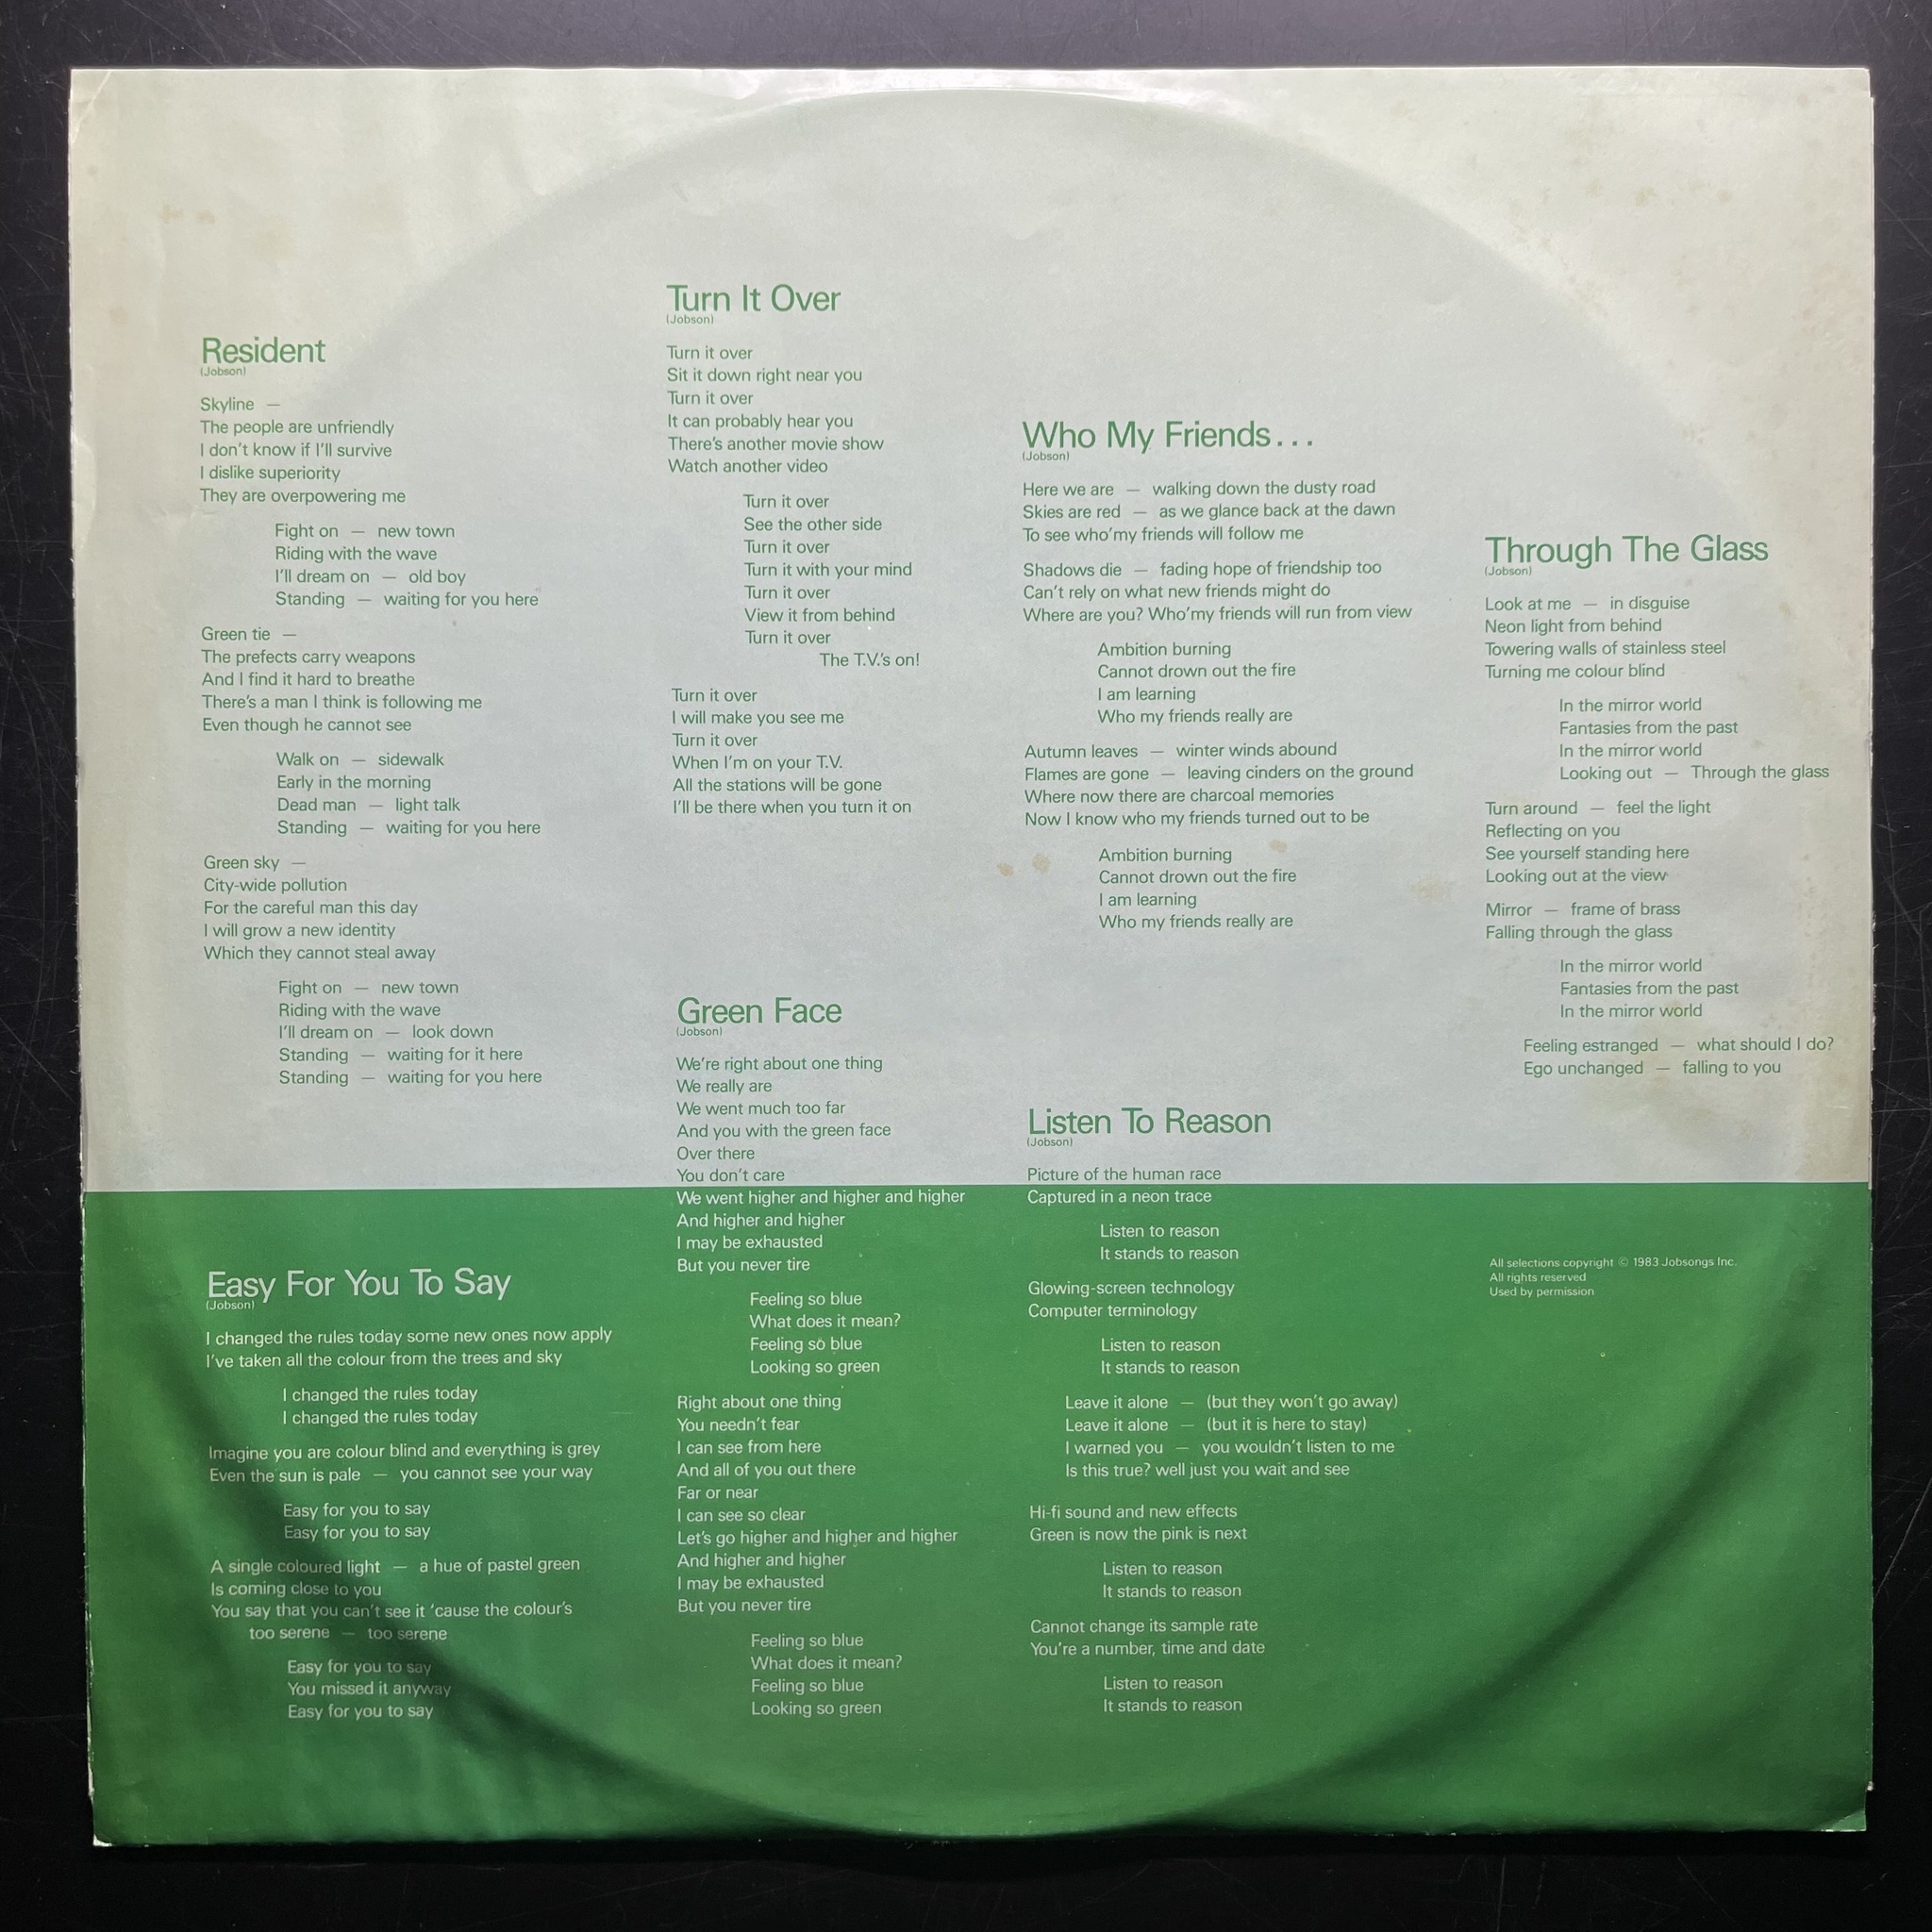 Resident
(Jobson)
Skyline —
The people are unfriendly
I don't know if I'll survive
I dislike superiority
They are overpowering me
Fight on — new town
Riding with the wave
I'll dream on — old boy
Standing — waiting for you here
Green tie —
The prefects carry weapons
And I find it hard to breathe
There's a man I think is following me
Even though he cannot see
Walk on — sidewalk
Early in the morning
Dead man — light talk
Standing — waiting for you here
Green sky —
City-wide pollution
For the careful man this day
I will grow a new identity
Which they cannot steal away
Fight on — new town
Riding with the wave
I'll dream on — look down
Standing — waiting for it here
Standing — waiting for you here
Easy For You To Say
(Jobson)
I changed the rules today some new ones now apply
I've taken all the colour from the trees and sky
I changed the rules today
I changed the rules today
Imagine you are colour blind and everything is grey
Even the sun is pale — you cannot see your way
Easy for you to say
Easy for you to say
A single coloured light — a hue of pastel green
Is coming close to you
You say that you can't see it 'cause the colour's
too serene — too serene
Easy for you to say
You missed it anyway
Easy for you to say
Turn It Over
(Jobson)
Turn it over
Sit it down right near you
Turn it over
It can probably hear you
There's another movie show
Watch another video
Turn it over
See the other side
Turn it over
Turn it with your mind
Turn it over
View it from behind
Turn it over
The T.V.'s on!
Turn it over
I will make you see me
Turn it over
When I'm on your T.V.
All the stations will be gone
I'll be there when you turn it on
Green Face
(Jobson)
We're right about one thing
We really are
We went much too far
And you with the green face
Over there
You don't care
We went higher and higher and higher
And higher and higher
I may be exhausted
But you never tire
Feeling so blue
What does it mean?
Feeling so blue
Looking so green
Right about one thing
You needn't fear
I can see from here
And all of you out there
Far or near
I can see so clear
Let's go higher and higher and higher
And higher and higher
I may be exhausted
But you never tire
Feeling so blue
What does it mean?
Feeling so blue
Looking so green
Who My Friends...
(Jobson)
Here we are — walking down the dusty road
Skies are red — as we glance back at the dawn
To see who'my friends will follow me
Shadows die — fading hope of friendship too
Can't rely on what new friends might do
Where are you? Who'my friends will run from view
Ambition burning
Cannot drown out the fire
I am learning
Who my friends really are
Autumn leaves — winter winds abound
Flames are gone — leaving cinders on the ground
Where now there are charcoal memories
Now I know who my friends turned out to be
Ambition burning
Cannot drown out the fire
I am learning
Who my friends really are
Listen To Reason
(Jobson)
Picture of the human race
Captured in a neon trace
Listen to reason
It stands to reason
Glowing-screen technology
Computer terminology
Listen to reason
It stands to reason
Leave it alone — (but they won't go away)
Leave it alone — (but it is here to stay)
I warned you — you wouldn't listen to me
Is this true? well just you wait and see
Hi-fi sound and new effects
Green is now the pink is next
Listen to reason
It stands to reason
Cannot change its sample rate
You're a number, time and date
Listen to reason
It stands to reason
Through The Glass
(Jobson)
Look at me — in disguise
Neon light from behind
Towering walls of stainless steel
Turning me colour blind
In the mirror world
Fantasies from the past
In the mirror world
Looking out — Through the glass
Turn around — feel the light
Reflecting on you
See yourself standing here
Looking out at the view
Mirror — frame of brass
Falling through the glass
In the mirror world
Fantasies from the past
In the mirror world
Feeling estranged — what should I do?
Ego unchanged — falling to you
All selections copyright © 1983 Jobsongs Inc.
All rights reserved
Used by permission